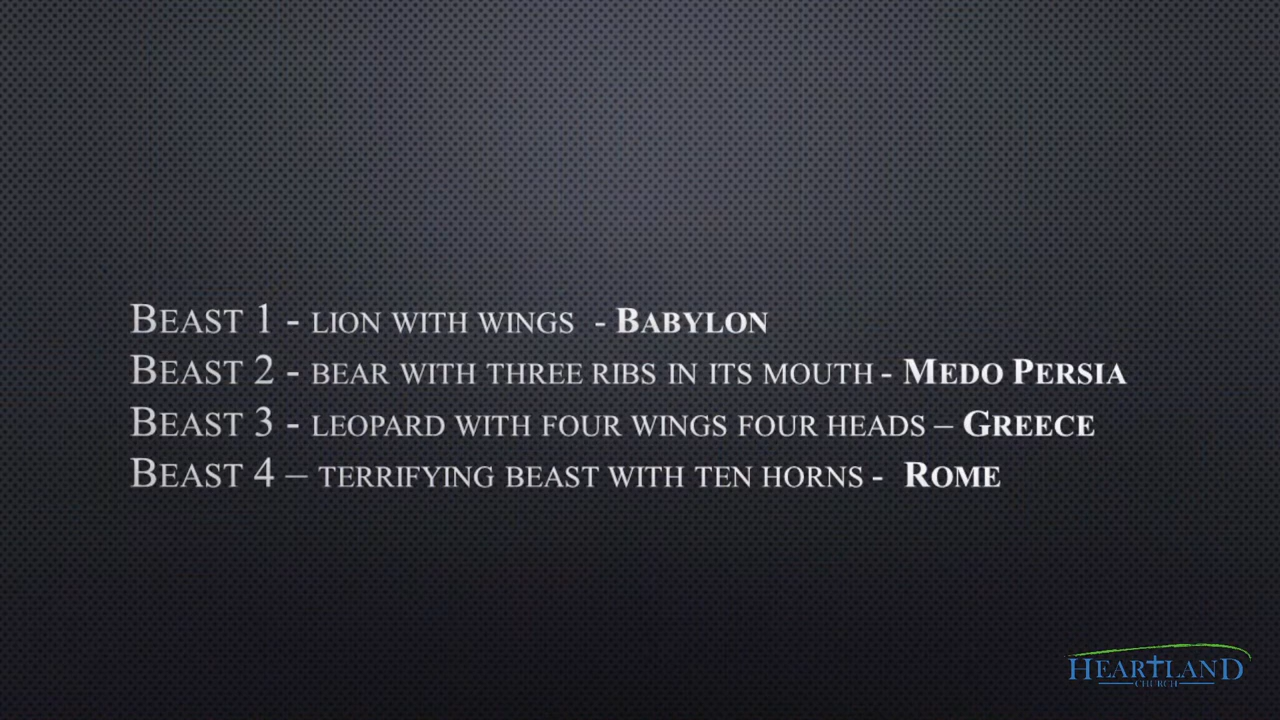 BEAST 1 - LION WITH WINGS - BABYLON
BEAST 2 - BEAR WITH THREE RIBS IN ITS MOUTH - MEDO PERSIA
BEAST 3 - LEOPARD WITH FOUR WINGS FOUR HEADS – GREECE
BEAST 4 – TERRIFYING BEAST WITH TEN HORNS - ROME
HEARTLAND
CHURCH